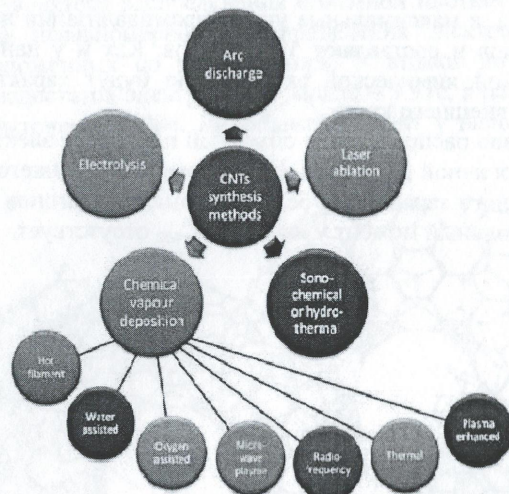 Arc
discharge
Electrolysis
Laser
ablation
CNTs
synthesis
methods
Chemical
vapour
deposition
Sono-
chemical
or hydro-
thermal
Hot
filament
Water
assisted
Oxygen
assisted
Micro-
wave
plasma
Radio-
frequency
Thermal
Plasma
enhanced